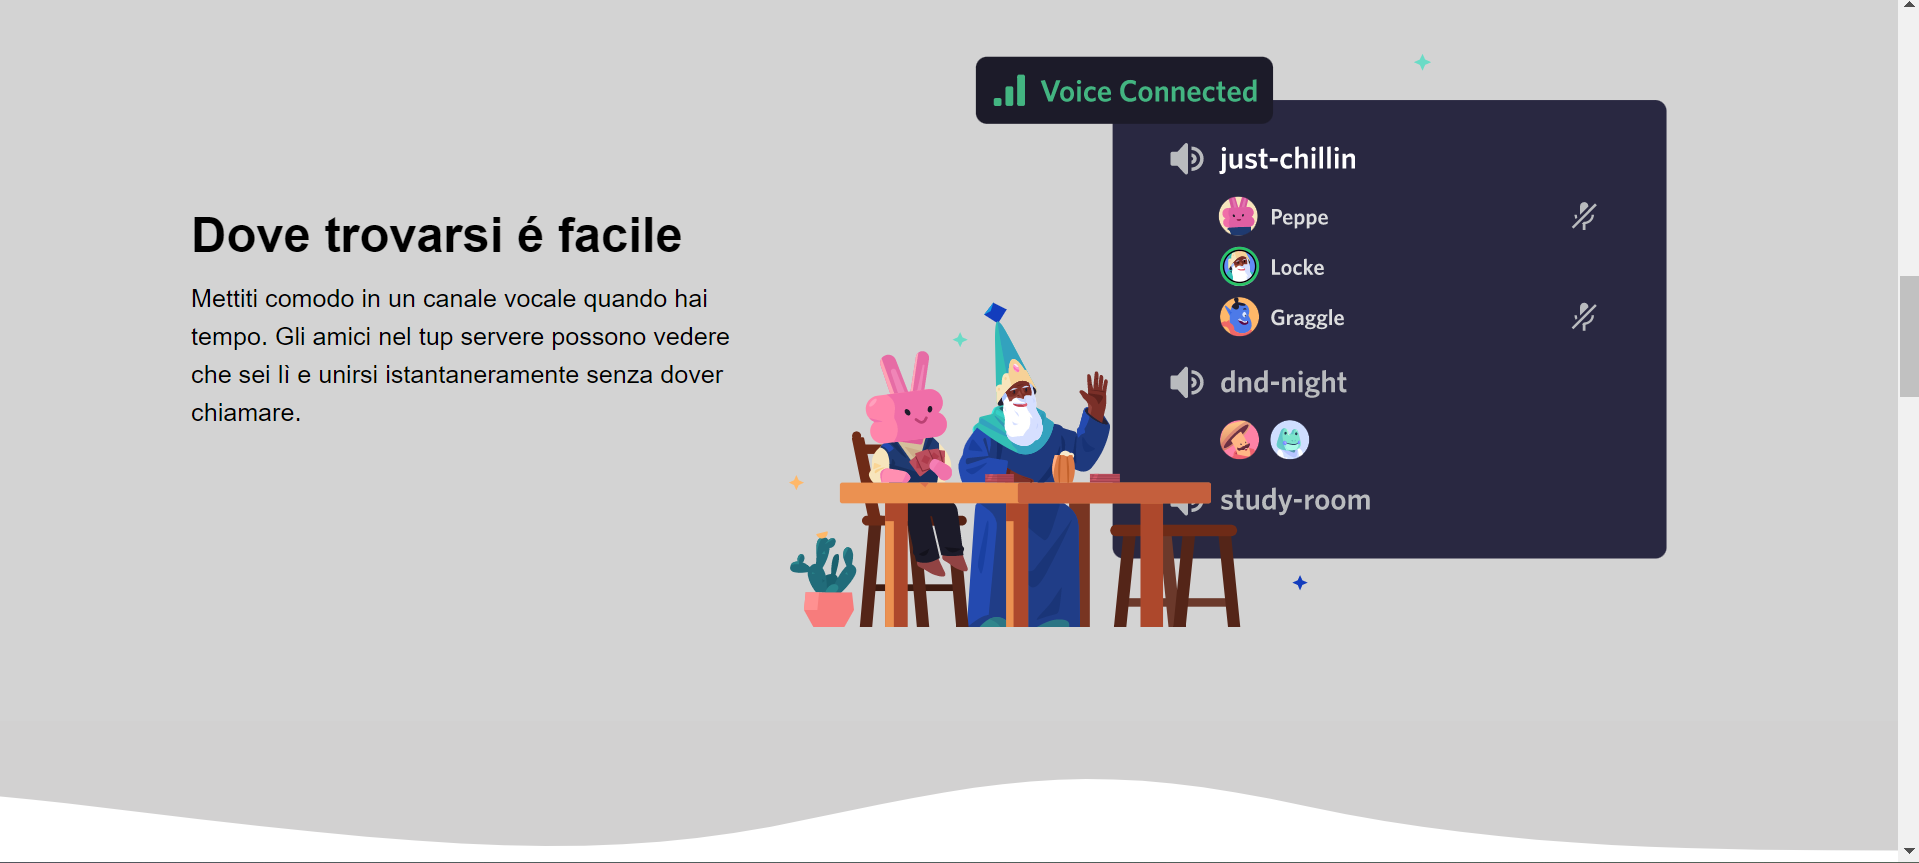 Voice Connected
just-chillin
Peppe
Locke
Graggle
dnd-night
study-room
Dove trovarsi é facile
Mettiti comodo in un canale vocale quando hai
tempo. Gli amici nel tup servere possono vedere
che sei lì e unirsi istantaneramente senza dover
chiamare.